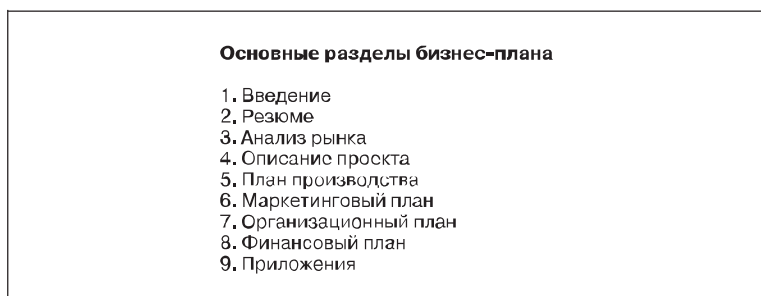 Основные разделы бизнес-плана
1. Введение
2. Резюме
3. Анализ рынка
4. Описание проекта
5. План производства
6. Маркетинговый план
7. Организационный план
8. Финансовый план
9. Приложения